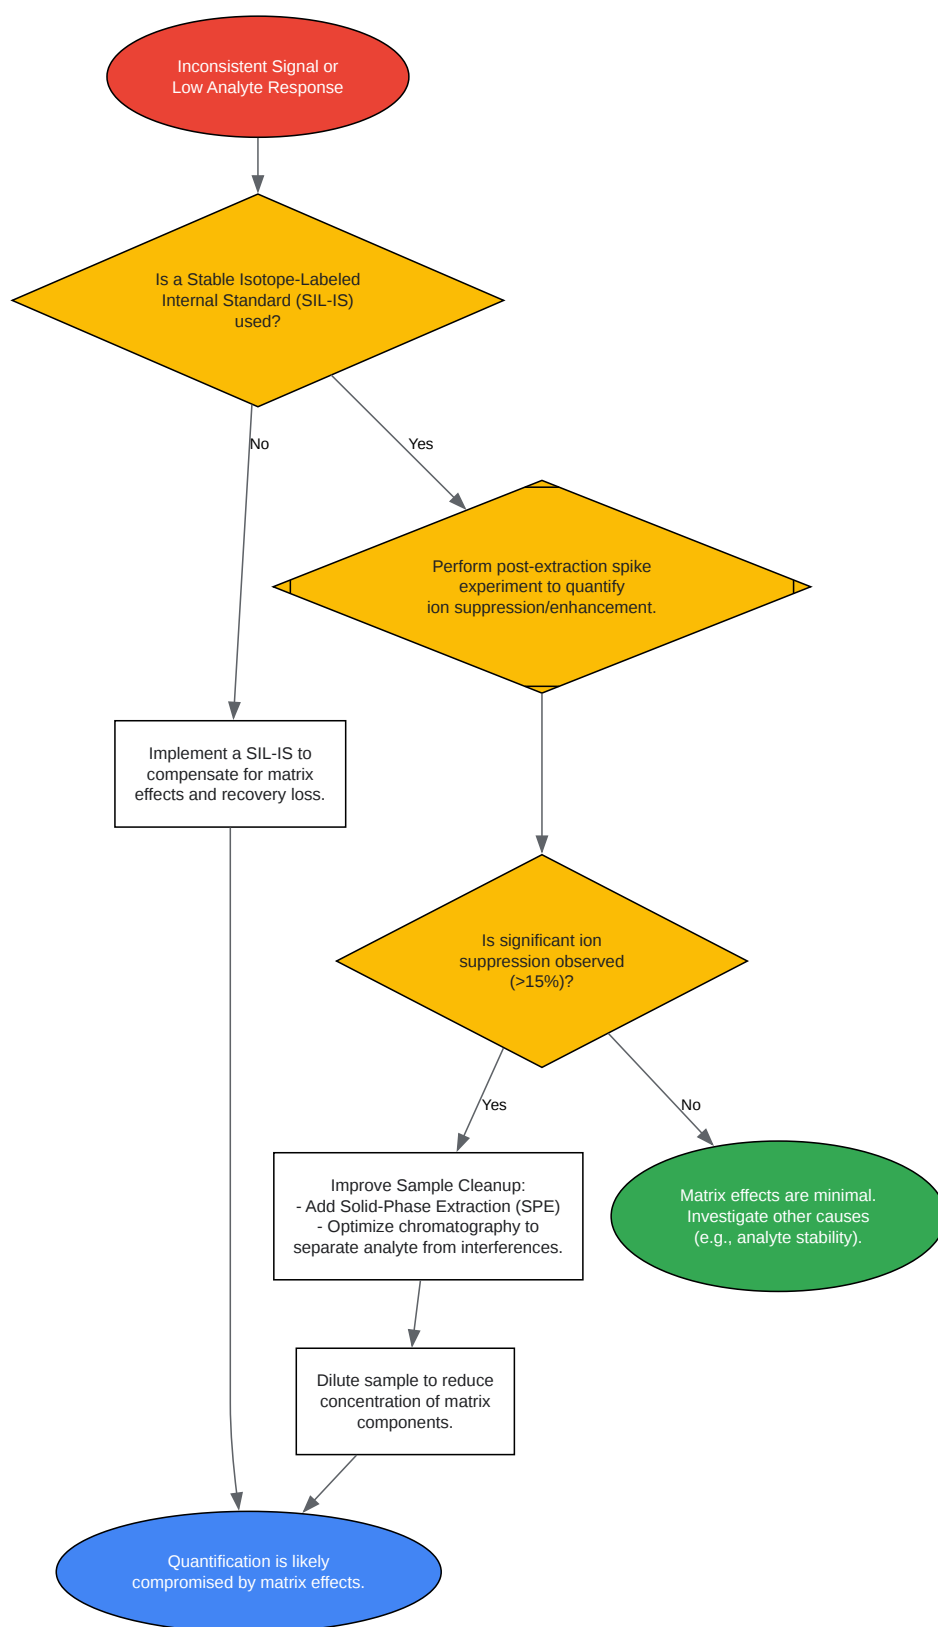 Inconsistent Signal or
Low Analyte Response
Is a Stable Isotope-Labeled
Internal Standard (SIL-IS)
used?
No
Yes
Perform post-extraction spike
experiment to quantify
ion suppression/enhancement.
Implement a SIL-IS to
compensate for matrix
effects and recovery loss.
Is significant ion
suppression observed
(>15%)?
Yes
No
Improve Sample Cleanup:
- Add Solid-Phase Extraction (SPE)
- Optimize chromatography to
separate analyte from interferences.
Matrix effects are minimal.
Investigate other causes
(e.g., analyte stability).
Dilute sample to reduce
concentration of matrix
components.
Quantification is likely
compromised by matrix effects.